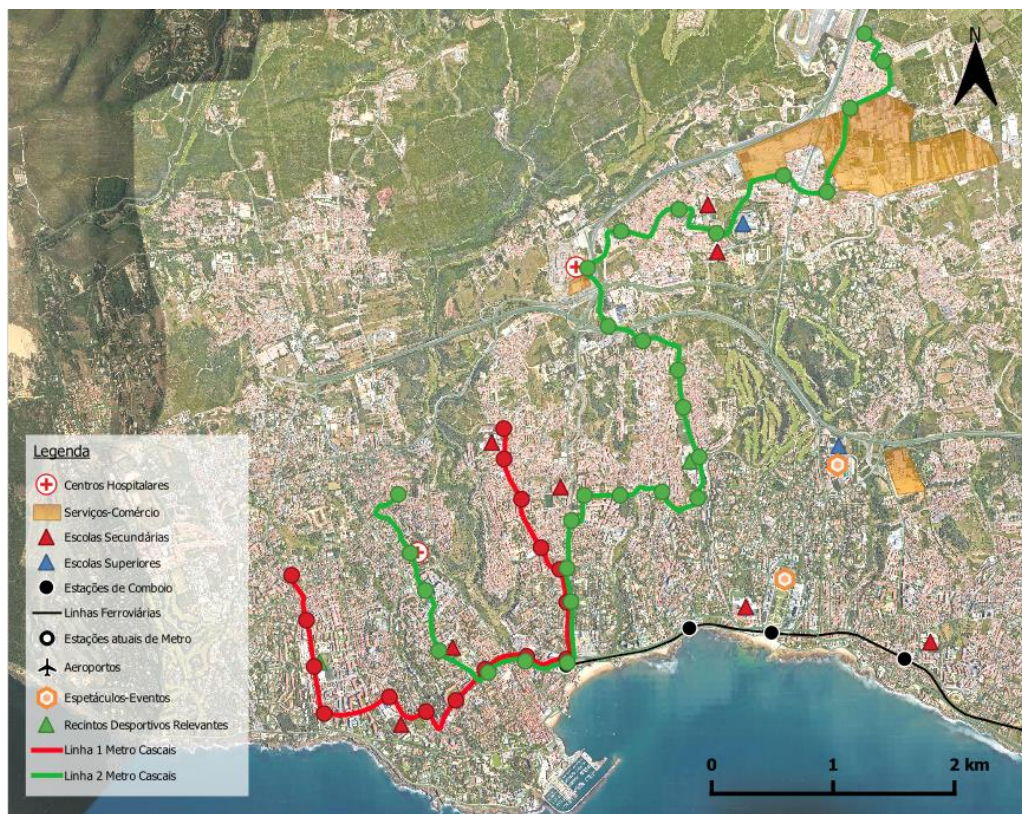 N
Legenda
Centros Hospitalares
Serviços-Comércio
Escolas Secundárias
Escolas Superiores
Estações de Comboio
Linhas Ferroviárias
Estações atuais de Metro
Aeroportos
Espetáculos-Eventos
Recintos Desportivos Relevantes
Linha 1 Metro Cascais
Linha 2 Metro Cascais
0 1 2 km